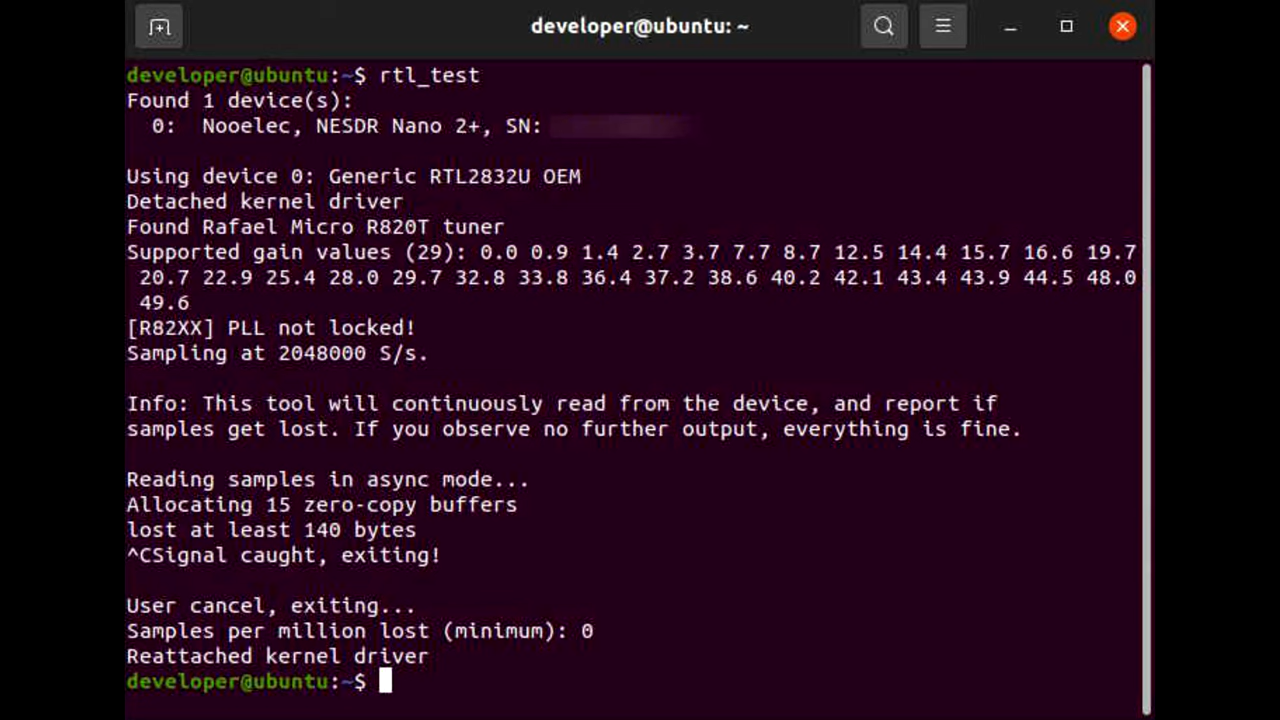 developer@ubuntu: ~
developer@ubuntu:~$ rtl_test
Found 1 device(s):
  0:  Nooelec, NESDR Nano 2+, SN:

Using device 0: Generic RTL2832U OEM
Detached kernel driver
Found Rafael Micro R820T tuner
Supported gain values (29): 0.0 0.9 1.4 2.7 3.7 7.7 8.7 12.5 14.4 15.7 16.6 19.7
 20.7 22.9 25.4 28.0 29.7 32.8 33.8 36.4 37.2 38.6 40.2 42.1 43.4 43.9 44.5 48.0
 49.6
[R82XX] PLL not locked!
Sampling at 2048000 S/s.

Info: This tool will continuously read from the device, and report if
samples get lost. If you observe no further output, everything is fine.

Reading samples in async mode...
Allocating 15 zero-copy buffers
lost at least 140 bytes
^CSignal caught, exiting!

User cancel, exiting...
Samples per million lost (minimum): 0
Reattached kernel driver
developer@ubuntu:~$